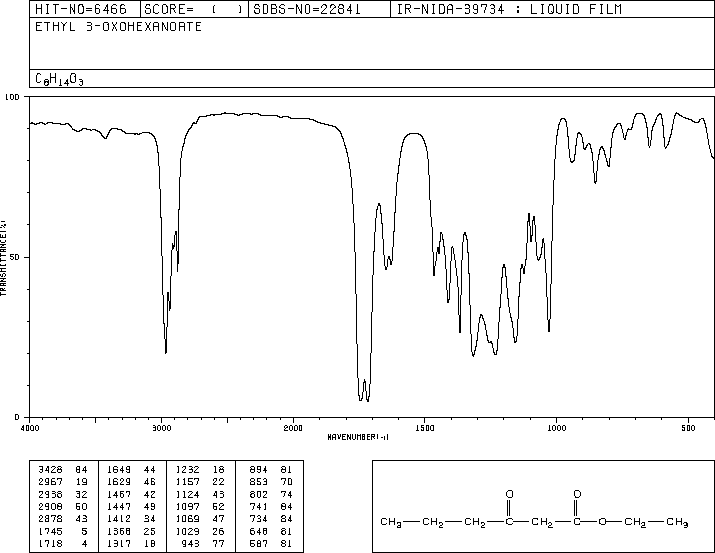 HIT-NO=6466 SCORE= ( ) SDBS-NO=22841 IR-NIDA-39734 : LIQUID FILM
ETHYL 3-OXOHEXANOATE
C8H14O3
100
50
0
TRANSMITTANCE(%)
4000 3000 2000 1500 1000 500
WAVENUMBER(-1)
3428 84 1649 44 1232 18 894 81
2967 19 1629 46 1157 22 853 70
2938 32 1467 42 1124 43 802 74
2908 50 1447 49 1097 52 741 84
2878 43 1412 34 1069 47 734 84
1745 5 1368 25 1029 26 648 81
1718 4 1317 18 943 77 587 81
O O
CH3—CH2—CH2—C—CH2—C—O—CH2—CH3